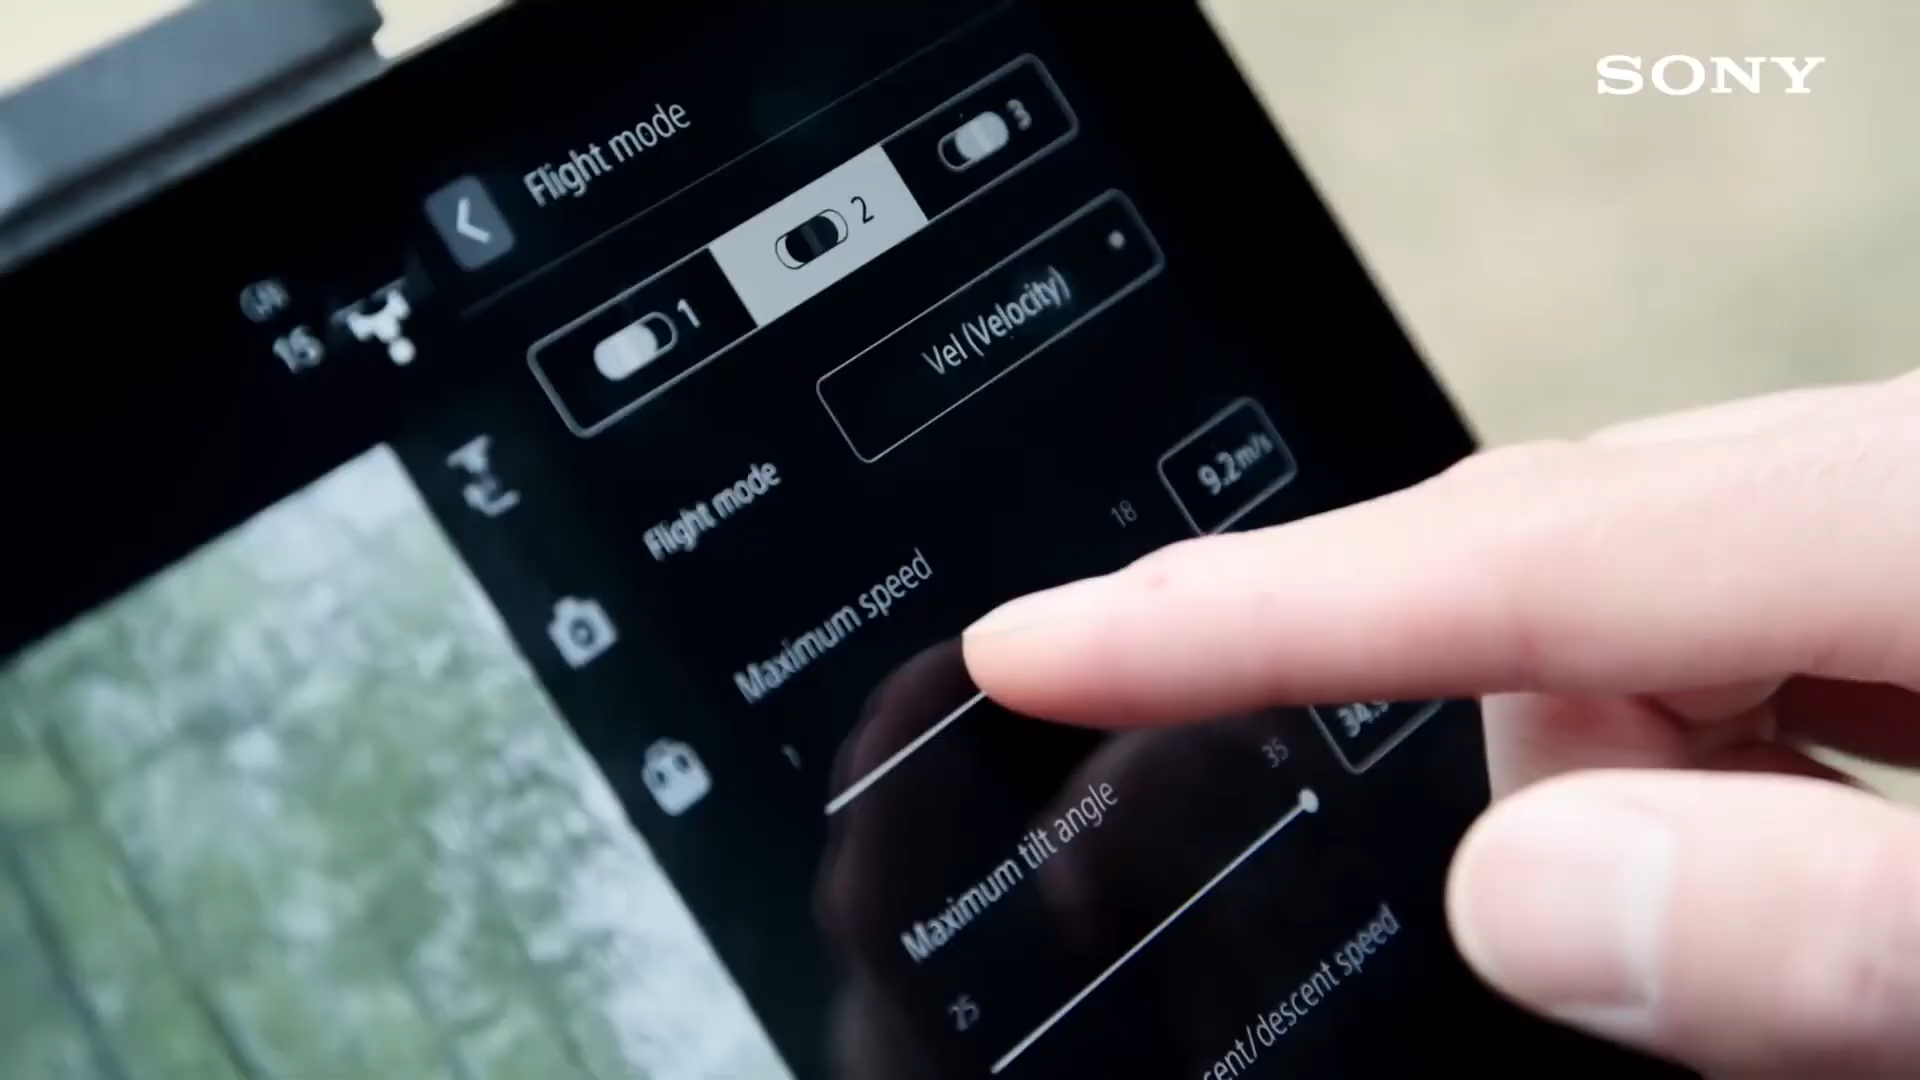 SONY
Flight mode
1
2
3
Flight mode
Vel (Velocity)
Maximum speed
1
18
9.2m/s
Maximum tilt angle
25
35
cent/descent speed
15